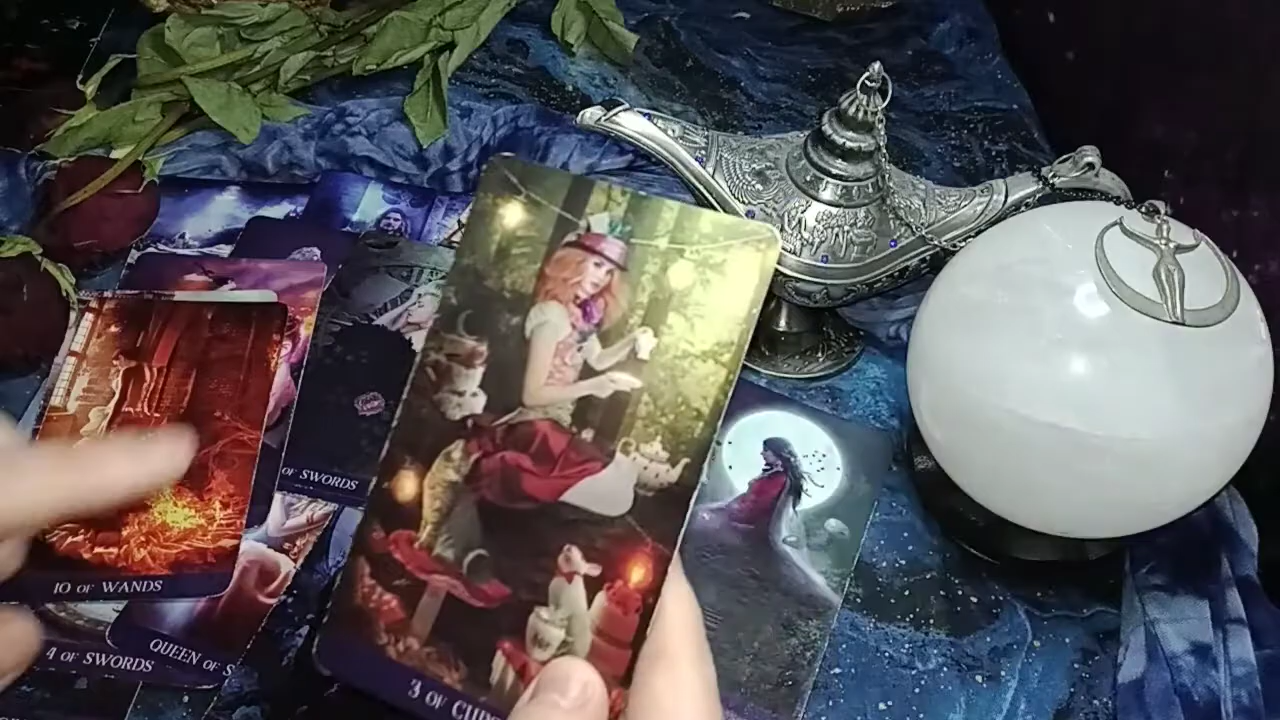 OF SWORDS
10 OF WANDS
4 OF SWORDS
QUEEN OF S
3 OF CUPS